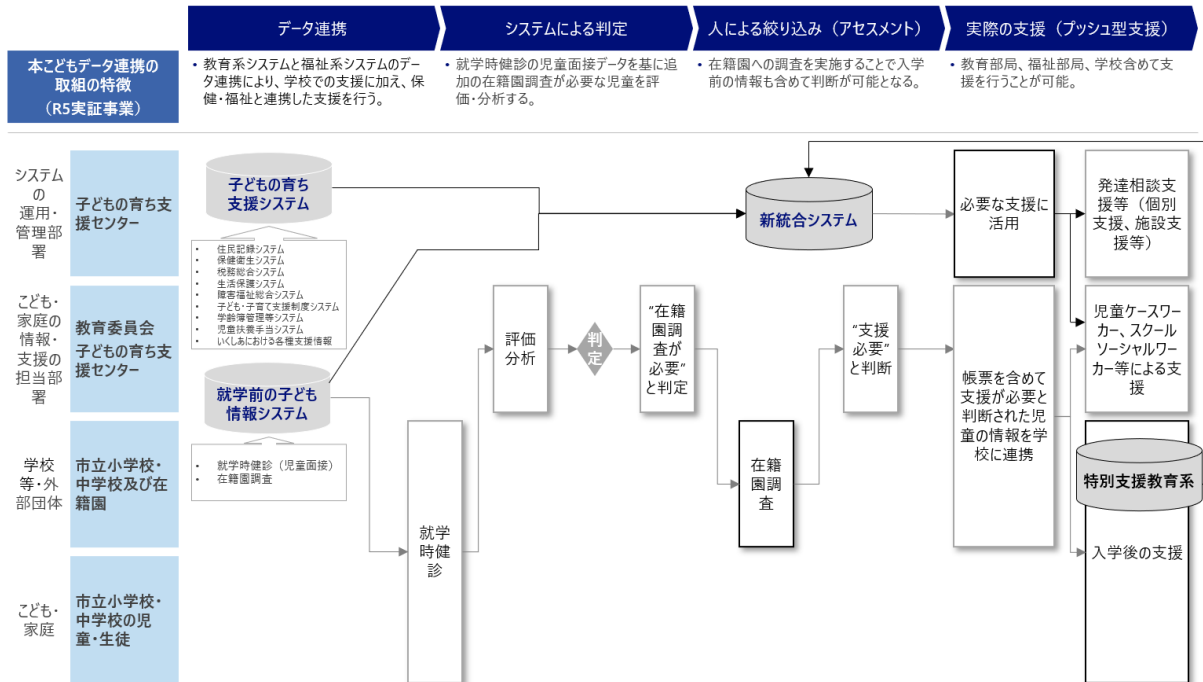 データ連携
システムによる判定
人による絞り込み（アセスメント）
実際の支援（プッシュ型支援）
本こどもデータ連携の
取組の特徴
（R5実証事業）
• 教育系システムと福祉系システムのデ
ータ連携により、学校での支援に加え、保
健・福祉と連携した支援を行う。
• 就学時健診の児童面接データを基に追
加の在籍園調査が必要な児童を評
価・分析する。
• 在籍園への調査を実施することで入学
前の情報も含めて判断が可能となる。
• 教育部局、福祉部局、学校含めて支
援を行うことが可能。
システム
の
運用・
管理部
署
子どもの育ち支
援センター
子どもの育ち
支援システム
• 住民記録システム
• 保健衛生システム
• 税務総合システム
• 生活保護システム
• 障害福祉総合システム
• 子ども・子育て支援制度システム
• 学齢簿管理等システム
• 児童扶養手当システム
• いくしあにおける各種支援情報
新統合システム
必要な支援に
活用
発達相談支
援等（個別
支援、施設支
援等）
こども・
家庭の
情報・
支援の
担当部
署
教育委員会
子どもの育ち支
援センター
就学前の子ども
情報システム
• 就学時健診（児童面接）
• 在籍園調査
評価
分析
判
定
“在籍
園調
査が
必要”
と判定
“支援
必要”
と判断
帳票を含めて
支援が必要と
判断された児
童の情報を学
校に連携
児童ケースワ
ーカー、スクール
ソーシャルワー
カー等による支
援
学校
等・外
部団体
市立小学校・
中学校及び在
籍園
就学
時健
診
在籍
園調
査
特別支援教育系
入学後の支援
こども・
家庭
市立小学校・
中学校の児
童・生徒